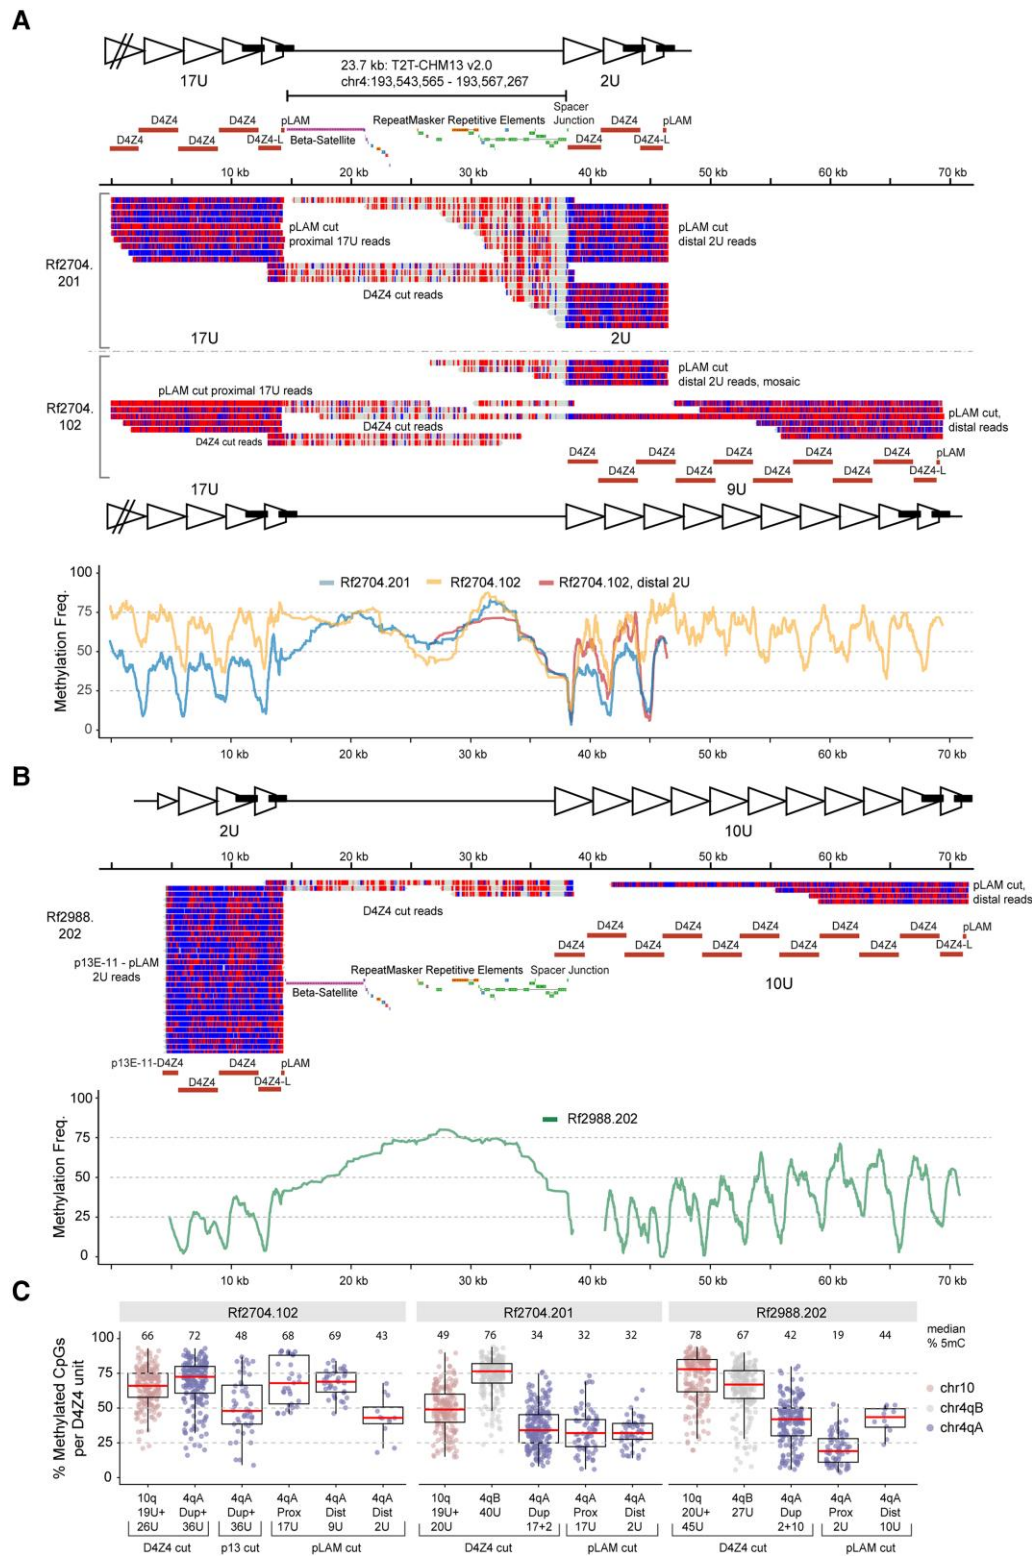 A
17U
23.7 kb: T2T-CHM13 v2.0
chr4:193,543,565 - 193,567,267
2U
D4Z4 D4Z4 pLAM RepeatMasker Repetitive Elements Spacer Junction D4Z4 pLAM
D4Z4 D4Z4 D4Z4-L Beta-Satellite D4Z4 D4Z4-L
10 kb 20 kb 30 kb 40 kb 50 kb 60 kb 70 kb
Rf2704.
201
pLAM cut
proximal 17U reads
pLAM cut
distal 2U reads
D4Z4 cut reads
17U 2U
pLAM cut
distal 2U reads, mosaic
Rf2704.
102
pLAM cut proximal 17U reads
D4Z4 cut reads
D4Z4 cut reads
pLAM cut,
distal reads
D4Z4 D4Z4 D4Z4 D4Z4 D4Z4 pLAM
D4Z4 D4Z4 D4Z4 D4Z4 D4Z4-L
17U 9U
Methylation Freq.
100
75
50
25
0
Rf2704.201 Rf2704.102 Rf2704.102, distal 2U
10 kb 20 kb 30 kb 40 kb 50 kb 60 kb 70 kb
B
2U 10U
10 kb 20 kb 30 kb 40 kb 50 kb 60 kb 70 kb
Rf2988.
202
p13E-11 - pLAM
2U reads
D4Z4 cut reads
pLAM cut,
distal reads
D4Z4 D4Z4 D4Z4 D4Z4 D4Z4 pLAM
D4Z4 D4Z4 D4Z4 D4Z4 D4Z4 D4Z4-L
RepeatMasker Repetitive Elements Spacer Junction
Beta-Satellite
10U
p13E-11-D4Z4 D4Z4 pLAM
D4Z4 D4Z4-L
Methylation Freq.
100
75
50
25
0
Rf2988.202
10 kb 20 kb 30 kb 40 kb 50 kb 60 kb 70 kb
C
Rf2704.102 Rf2704.201 Rf2988.202
66 72 48 68 69 43 49 76 34 32 32 78 67 42 19 44
median
% 5mC
% Methylated CpGs
per D4Z4 unit
100
75
50
25
0
chr10
chr4qB
chr4qA
10q 4qA 4qA 4qA 4qA 4qA 10q 4qB 4qA 4qA 4qA 10q 4qB 4qA 4qA 4qA
19U+ Dup+ Dup+ Prox Dist Dist 19U+ 40U Dup Prox Dist 20U+ 27U Dup Prox Dist
26U 36U 36U 17U 9U 2U 20U 17+2 17U 2U 45U 2+10 2U 10U
D4Z4 cut p13 cut pLAM cut D4Z4 cut pLAM cut D4Z4 cut pLAM cut